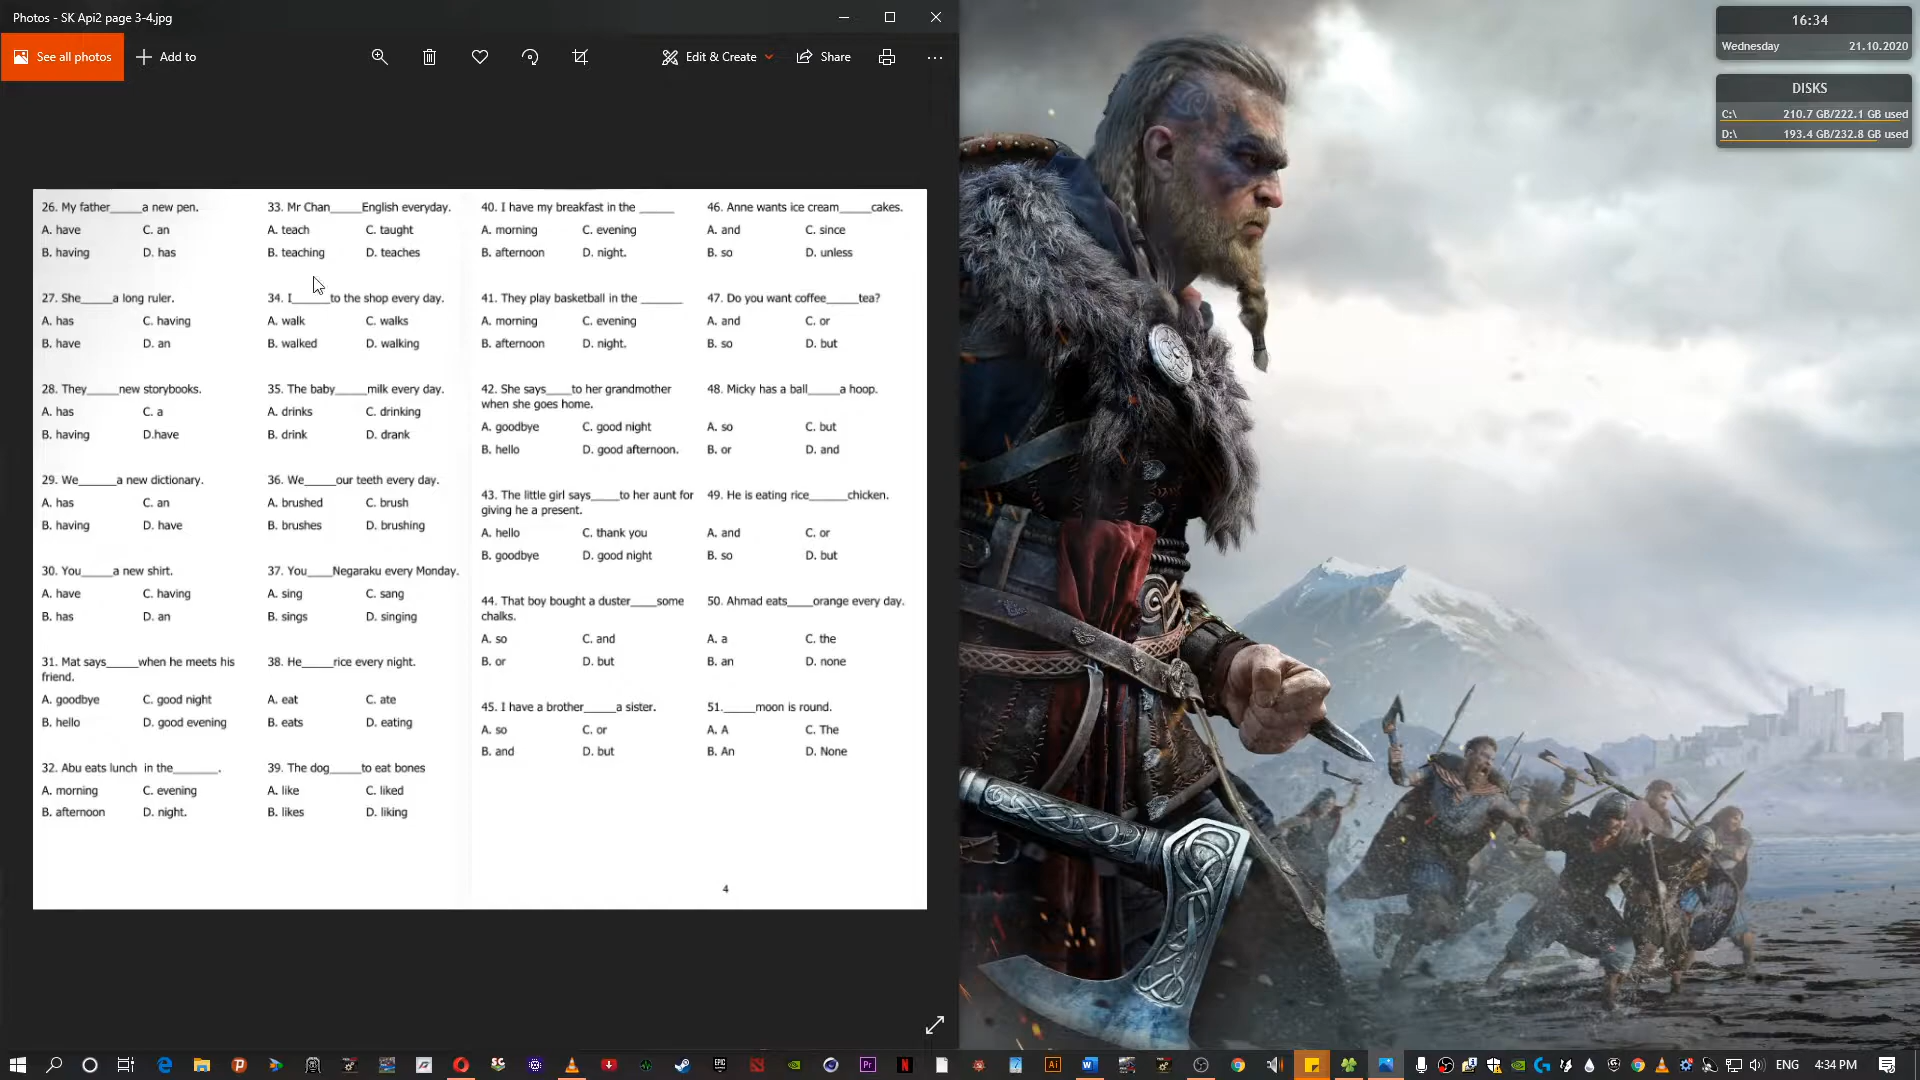 Photos - SK Api2 page 3-4.jpg
See all photos
Add to
Edit & Create
Share
26. My father_____a new pen.
A. have C. an
B. having D. has
27. She_____a long ruler.
A. has C. having
B. have D. an
28. They_____new storybooks.
A. has C. a
B. having D.have
29. We______a new dictionary.
A. has C. an
B. having D. have
30. You_____a new shirt.
A. have C. having
B. has D. an
31. Mat says_____when he meets his
friend.
A. goodbye C. good night
B. hello D. good evening
32. Abu eats lunch in the_______.
A. morning C. evening
B. afternoon D. night.
33. Mr Chan_____English everyday.
A. teach C. taught
B. teaching D. teaches
34. I______to the shop every day.
A. walk C. walks
B. walked D. walking
35. The baby_____milk every day.
A. drinks C. drinking
B. drink D. drank
36. We_____our teeth every day.
A. brushed C. brush
B. brushes D. brushing
37. You____Negaraku every Monday.
A. sing C. sang
B. sings D. singing
38. He_____rice every night.
A. eat C. ate
B. eats D. eating
39. The dog_____to eat bones
A. like C. liked
B. likes D. liking
40. I have my breakfast in the ______
A. morning C. evening
B. afternoon D. night.
41. They play basketball in the _______
A. morning C. evening
B. afternoon D. night.
42. She says____to her grandmother
when she goes home.
A. goodbye C. good night
B. hello D. good afternoon.
43. The little girl says_____to her aunt for
giving he a present.
A. hello C. thank you
B. goodbye D. good night
44. That boy bought a duster____some
chalks.
A. so C. and
B. or D. but
45. I have a brother_____a sister.
A. so C. or
B. and D. but
46. Anne wants ice cream_____cakes.
A. and C. since
B. so D. unless
47. Do you want coffee_____tea?
A. and C. or
B. so D. but
48. Micky has a ball_____a hoop.
A. so C. but
B. or D. and
49. He is eating rice______chicken.
A. and C. or
B. so D. but
50. Ahmad eats____orange every day.
A. a C. the
B. an D. none
51._____moon is round.
A. A C. The
B. An D. None
4
16:34
Wednesday 21.10.2020
DISKS
C:\ 210.7 GB/222.1 GB used
D:\ 193.4 GB/232.8 GB used
ENG 4:34 PM